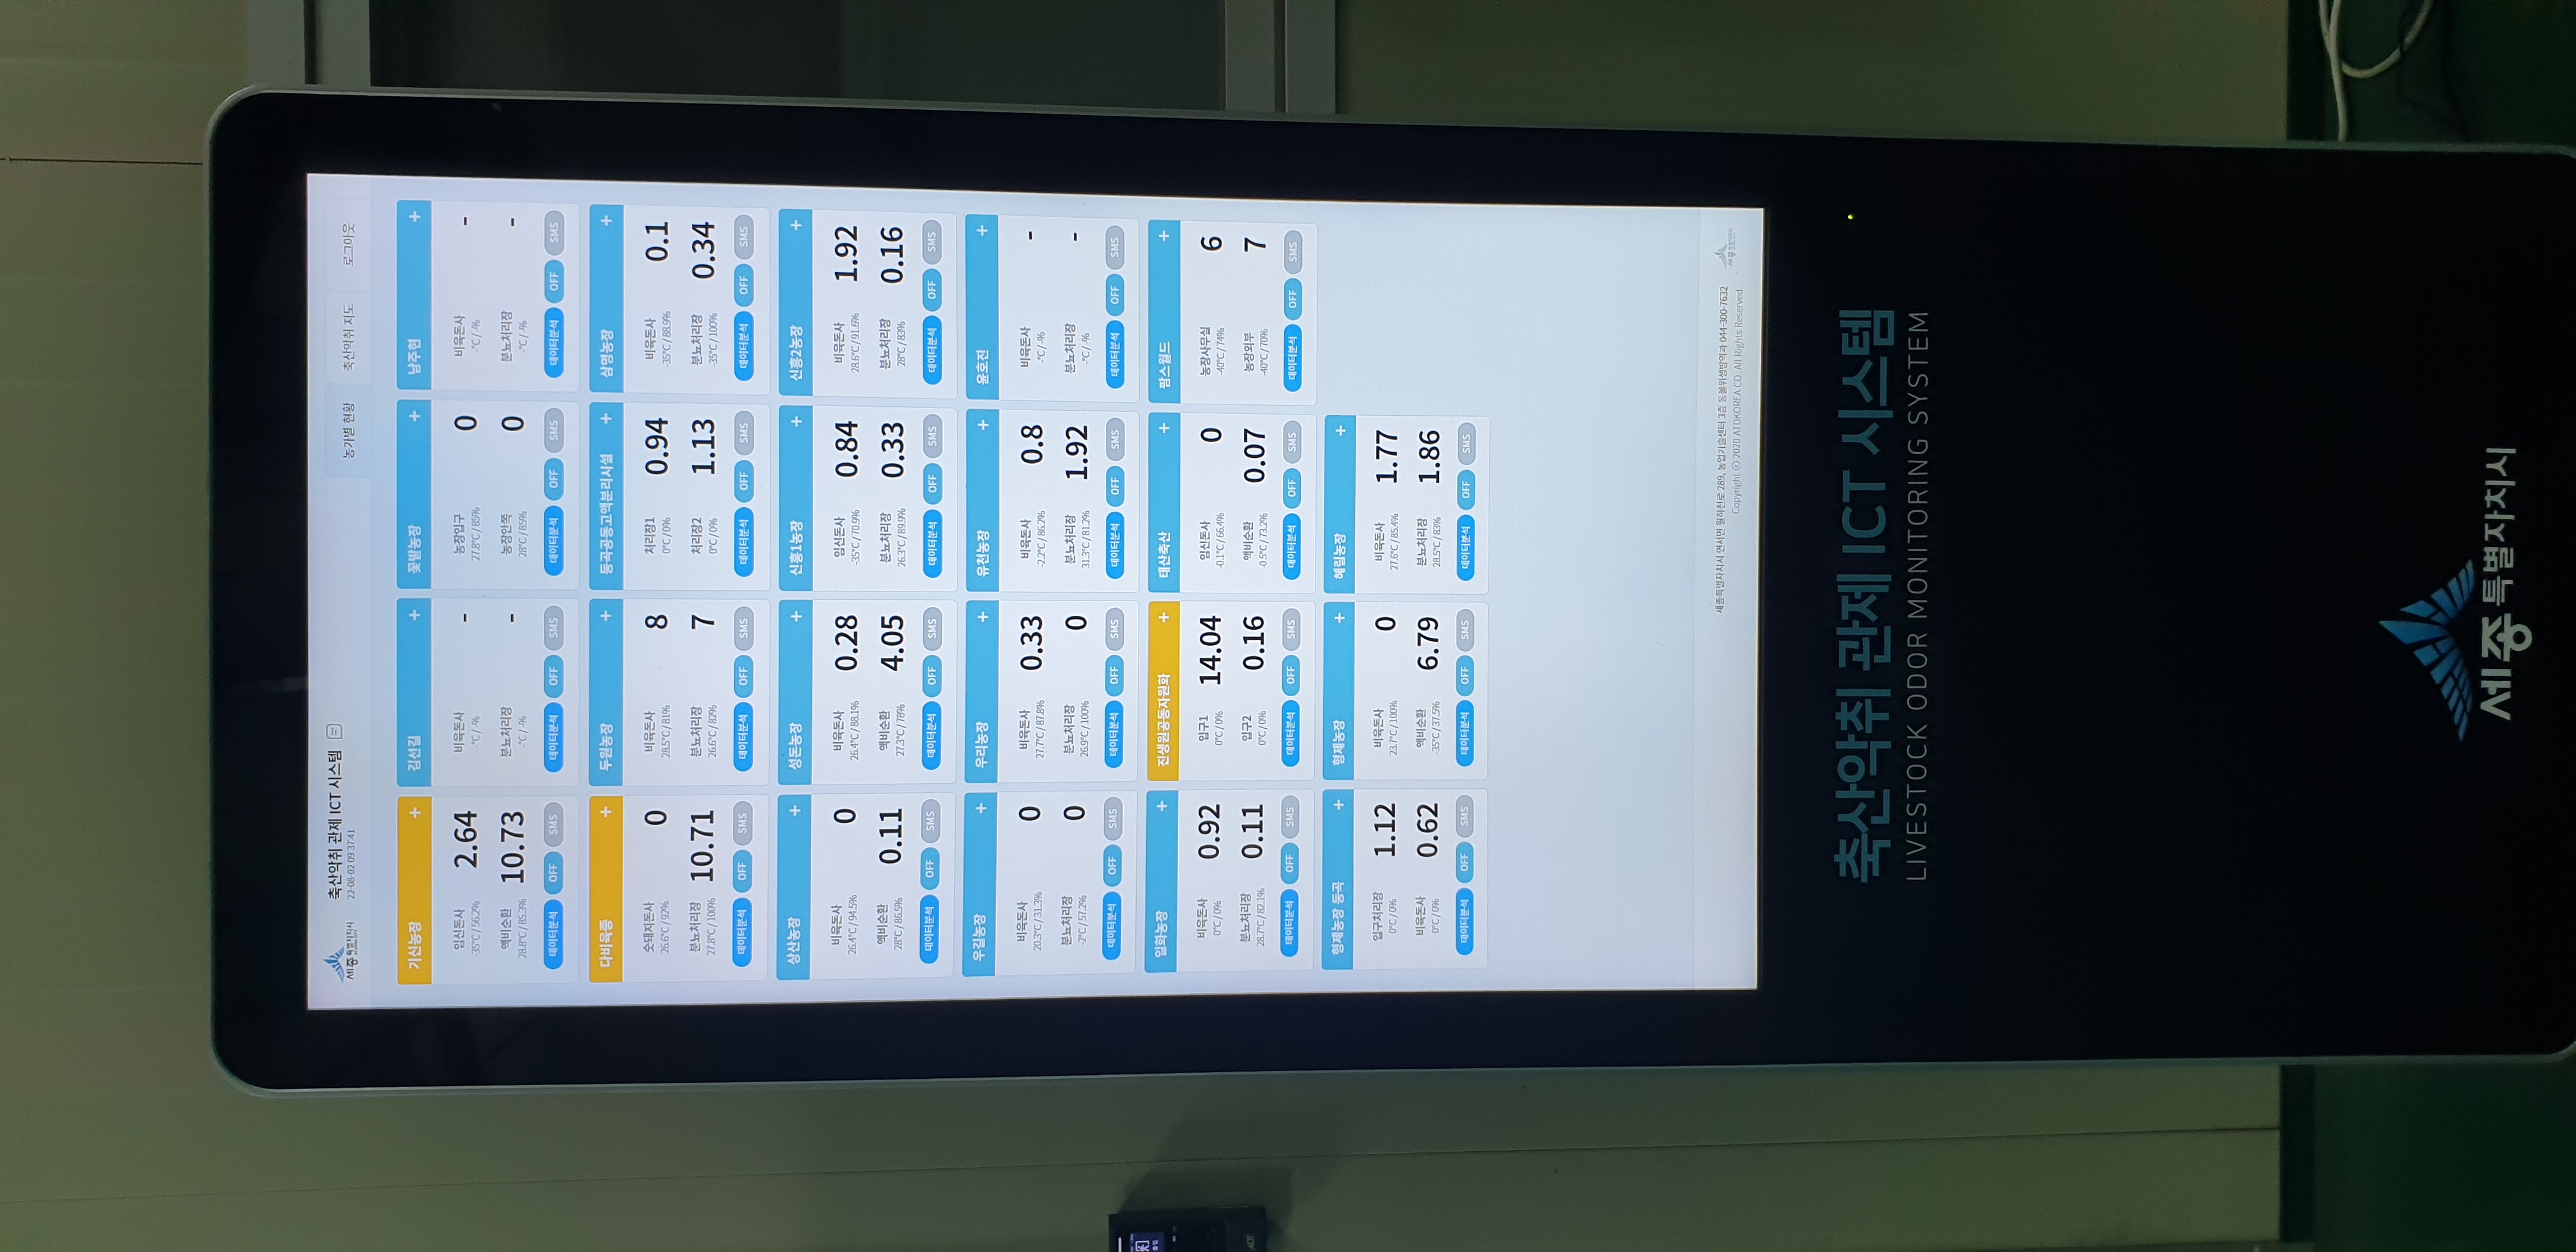 세종특별자치시
축산악취 관제 ICT 시스템
22-08-02 09:37:41
농가별 현황 축산악취 지도 로그아웃
기신농장 + 김선길 + 꽃밭농장 + 남주현 +
임신돈사 2.64 비육돈사 - 농장입구 0 비육돈사 -
-35°C / 56.2% -°C / -% 27.8°C / 85% -°C / -%
액비순환 10.73 분뇨처리장 - 농장안쪽 0 분뇨처리장 -
28.8°C / 85.3% -°C / -% 28°C / 85% -°C / -%
데이터분석 OFF SMS 데이터분석 OFF SMS 데이터분석 OFF SMS 데이터분석 OFF SMS
다비육종 + 두원농장 + 등곡공동고액분리시설 + 삼명농장 +
숫돼지돈사 0 비육돈사 8 처리장1 0.94 비육돈사 0.1
26.6°C / 92% 28.5°C / 81% 0°C / 0% -35°C / 88.9%
분뇨처리장 10.71 분뇨처리장 7 처리장2 1.13 분뇨처리장 0.34
27.8°C / 100% 26.6°C / 82% 0°C / 0% -35°C / 100%
데이터분석 OFF SMS 데이터분석 OFF SMS 데이터분석 OFF SMS 데이터분석 OFF SMS
상산농장 + 성돈농장 + 신흥1농장 + 신흥2농장 +
비육돈사 0 비육돈사 0.28 임신돈사 0.84 비육돈사 1.92
26.4°C / 94.5% 26.4°C / 88.1% -35°C / 70.9% 28.6°C / 91.6%
액비순환 0.11 액비순환 4.05 분뇨처리장 0.33 분뇨처리장 0.16
28°C / 86.5% 27.3°C / 78% 26.3°C / 89.9% 28°C / 83%
데이터분석 OFF SMS 데이터분석 OFF SMS 데이터분석 OFF SMS 데이터분석 OFF SMS
우길농장 + 우리농장 + 유천농장 + 윤호진 +
비육돈사 0 비육돈사 0.33 비육돈사 0.8 비육돈사 -
20.3°C / 31.3% 27.7°C / 87.8% -2.2°C / 86.2% -°C / -%
분뇨처리장 0 분뇨처리장 0 분뇨처리장 1.92 분뇨처리장 -
-2°C / 57.2% 26.9°C / 100% 31.3°C / 81.2% -°C / -%
데이터분석 OFF SMS 데이터분석 OFF SMS 데이터분석 OFF SMS 데이터분석 OFF SMS
일화농장 + 진생원공동자원화 + 태산축산 + 팜스월드 +
비육돈사 0.92 입구1 14.04 임신돈사 0 농장사무실 6
0°C / 0% 0°C / 0% -0.1°C / 66.4% -40°C / 74%
분뇨처리장 0.11 입구2 0.16 액비순환 0.07 농장외부 7
28.7°C / 82.1% 0°C / 0% -0.5°C / 73.2% -40°C / 70%
데이터분석 OFF SMS 데이터분석 OFF SMS 데이터분석 OFF SMS 데이터분석 OFF SMS
형제농장 등곡 + 형제농장 + 혜림농장 +
입구처리장 1.12 비육돈사 0 비육돈사 1.77
0°C / 0% 23.7°C / 100% 27.6°C / 85.4%
비육돈사 0.62 액비순환 6.79 분뇨처리장 1.86
0°C / 0% -35°C / 37.5% 28.5°C / 83%
데이터분석 OFF SMS 데이터분석 OFF SMS 데이터분석 OFF SMS
세종특별자치시 연서면 월하천로 289, 농업기술센터 3층 동물위생방역과 044-300-7632
Copyright ⓒ 2020 ATDKOREA CO. All Rights Reserved.
축산악취 관제 ICT 시스템
LIVESTOCK ODOR MONITORING SYSTEM
세종특별자치시
ADT